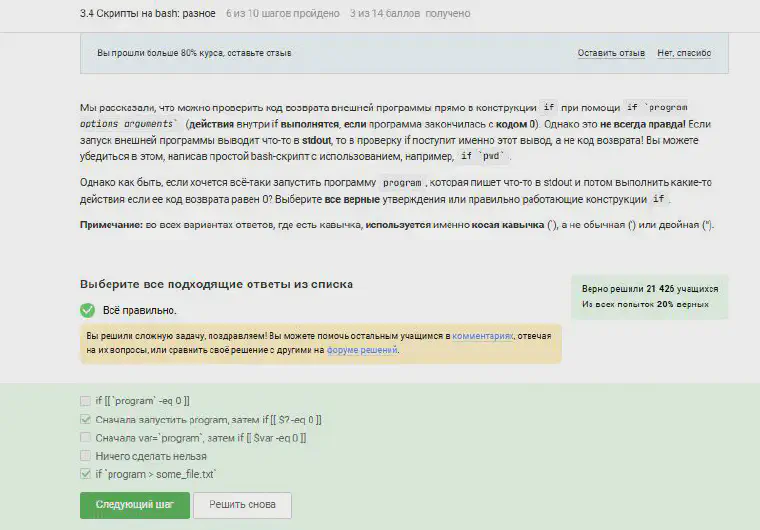 3.4 Скрипты на bash: разное 6 из 10 шагов пройдено 3 из 14 баллов получено
Вы прошли больше 80% курса, оставьте отзыв Оставить отзыв Нет, спасибо
Мы рассказали, что можно проверить код возврата внешней программы прямо в конструкции if при помощи if `program
options arguments` (действия внутри if выполнятся, если программа закончилась с кодом 0). Однако это не всегда правда! Если
запуск внешней программы выводит что-то в stdout, то в проверку if поступит именно этот вывод, а не код возврата! Вы можете
убедиться в этом, написав простой bash-скрипт с использованием, например, if `pwd`.
Однако как быть, если хочется всё-таки запустить программу program, которая пишет что-то в stdout и потом выполнить какие-то
действия если ее код возврата равен 0? Выберите все верные утверждения или правильно работающие конструкции if.
Примечание: во всех вариантах ответов, где есть кавычка, используется именно косая кавычка (`), а не обычная (') или двойная (").
Выберите все подходящие ответы из списка
Верно решили 21 426 учащихся
Из всех попыток 20% верных
Всё правильно.
Вы решили сложную задачу, поздравляем! Вы можете помочь остальным учащимся в комментариях, отвечая
на их вопросы, или сравнить своё решение с другими на форуме решений.
if [[ `program` -eq 0 ]]
Сначала запустить program, затем if [[ $? -eq 0 ]]
Сначала var=`program`, затем if [[ $var -eq 0 ]]
Ничего сделать нельзя
if `program > some_file.txt`
Следующий шаг Решить снова